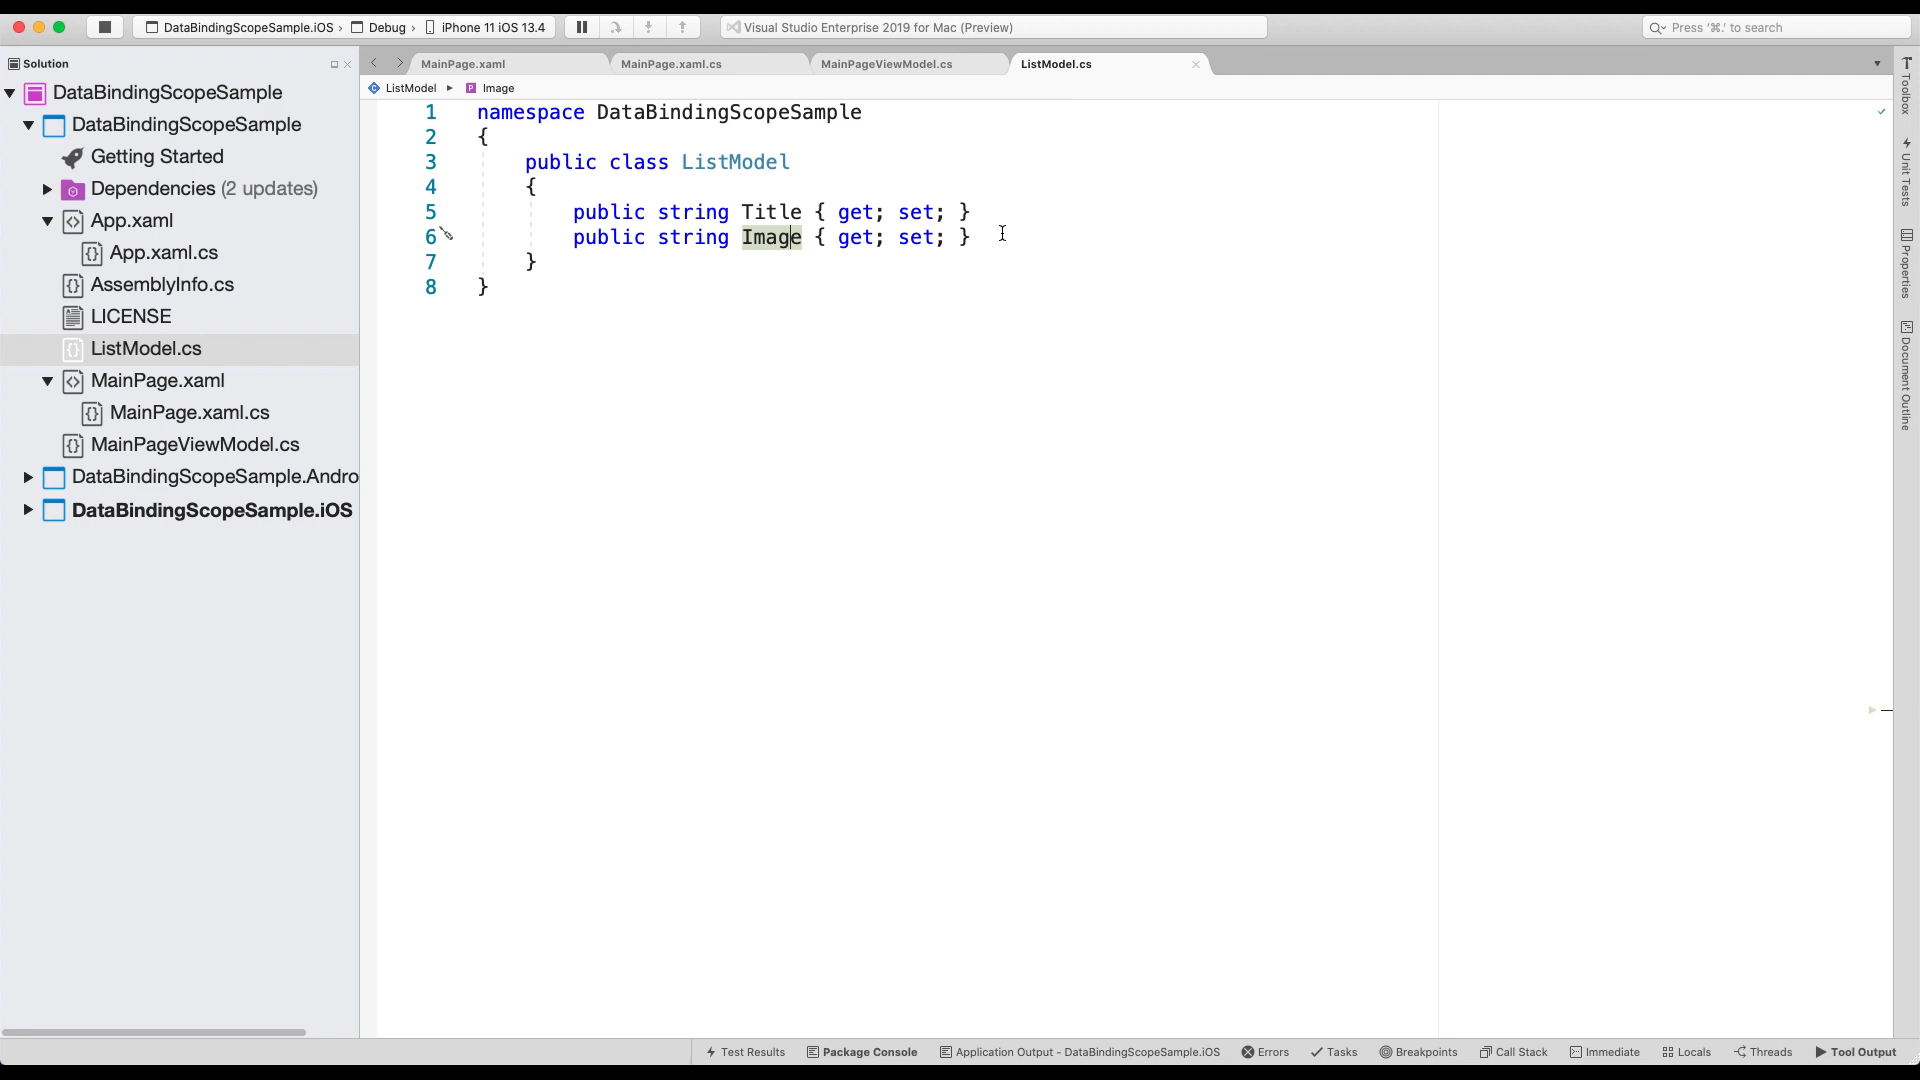 DataBindingScopeSample.iOS › Debug › iPhone 11 iOS 13.4
Visual Studio Enterprise 2019 for Mac (Preview)
Press ‘⌘.’ to search
Solution
MainPage.xaml
MainPage.xaml.cs
MainPageViewModel.cs
ListModel.cs
ListModel ▸ Image
DataBindingScopeSample
DataBindingScopeSample
Getting Started
Dependencies (2 updates)
App.xaml
App.xaml.cs
AssemblyInfo.cs
LICENSE
ListModel.cs
MainPage.xaml
MainPage.xaml.cs
MainPageViewModel.cs
DataBindingScopeSample.Andro
DataBindingScopeSample.iOS
1 namespace DataBindingScopeSample
2 {
3 public class ListModel
4 {
5 public string Title { get; set; }
6 public string Image { get; set; }
7 }
8 }
Toolbox
Unit Tests
Properties
Document Outline
Test Results
Package Console
Application Output - DataBindingScopeSample.iOS
Errors
Tasks
Breakpoints
Call Stack
Immediate
Locals
Threads
Tool Output